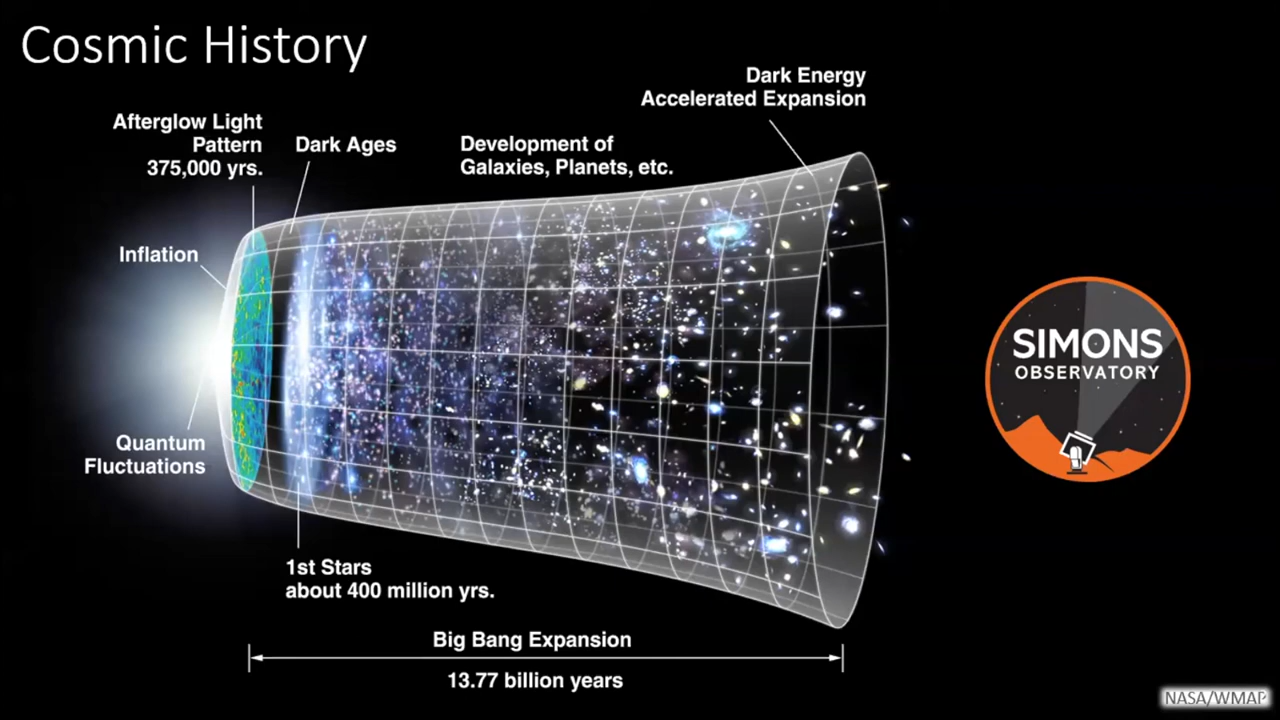 Cosmic History
Dark Energy
Accelerated Expansion
Afterglow Light
Pattern
375,000 yrs.
Dark Ages
Development of
Galaxies, Planets, etc.
Inflation
Quantum
Fluctuations
1st Stars
about 400 million yrs.
Big Bang Expansion
13.77 billion years
SIMONS
OBSERVATORY
NASA/WMAP